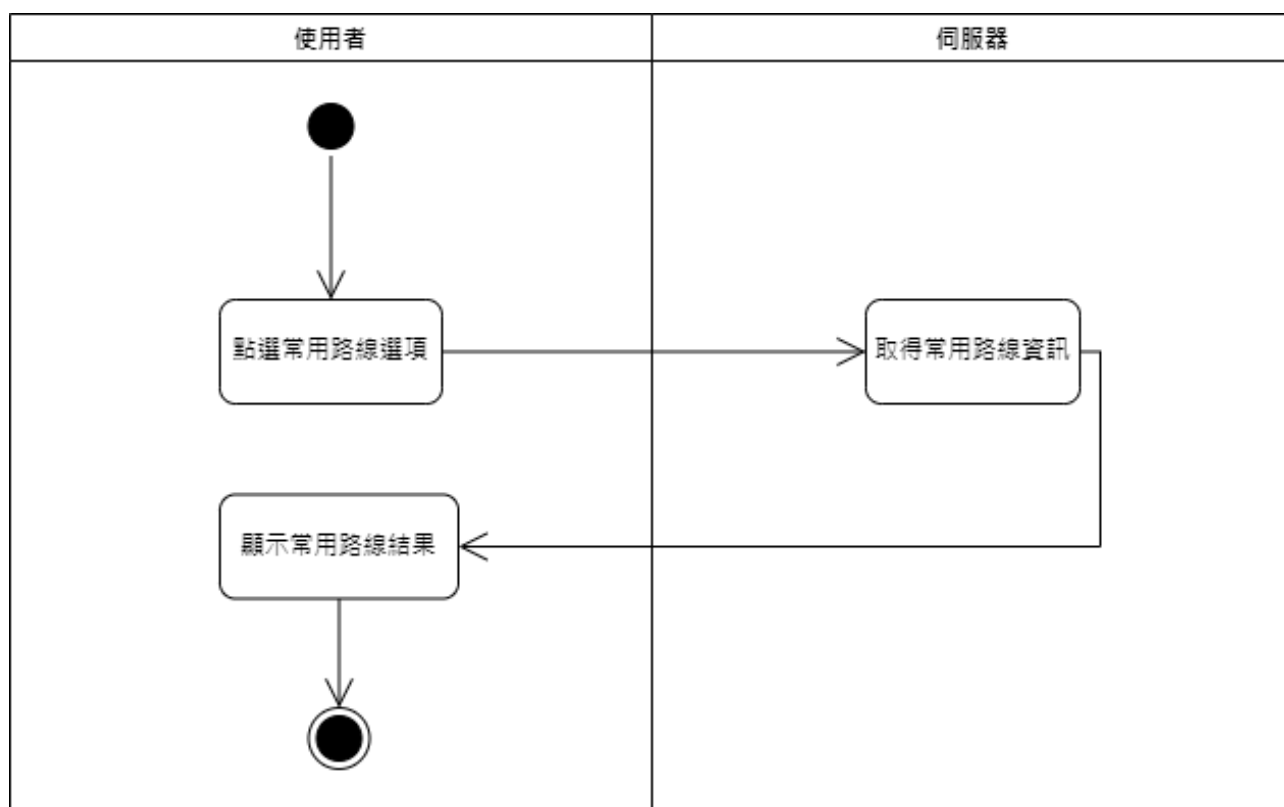 使用者
伺服器
點選常用路線選項
取得常用路線資訊
顯示常用路線結果